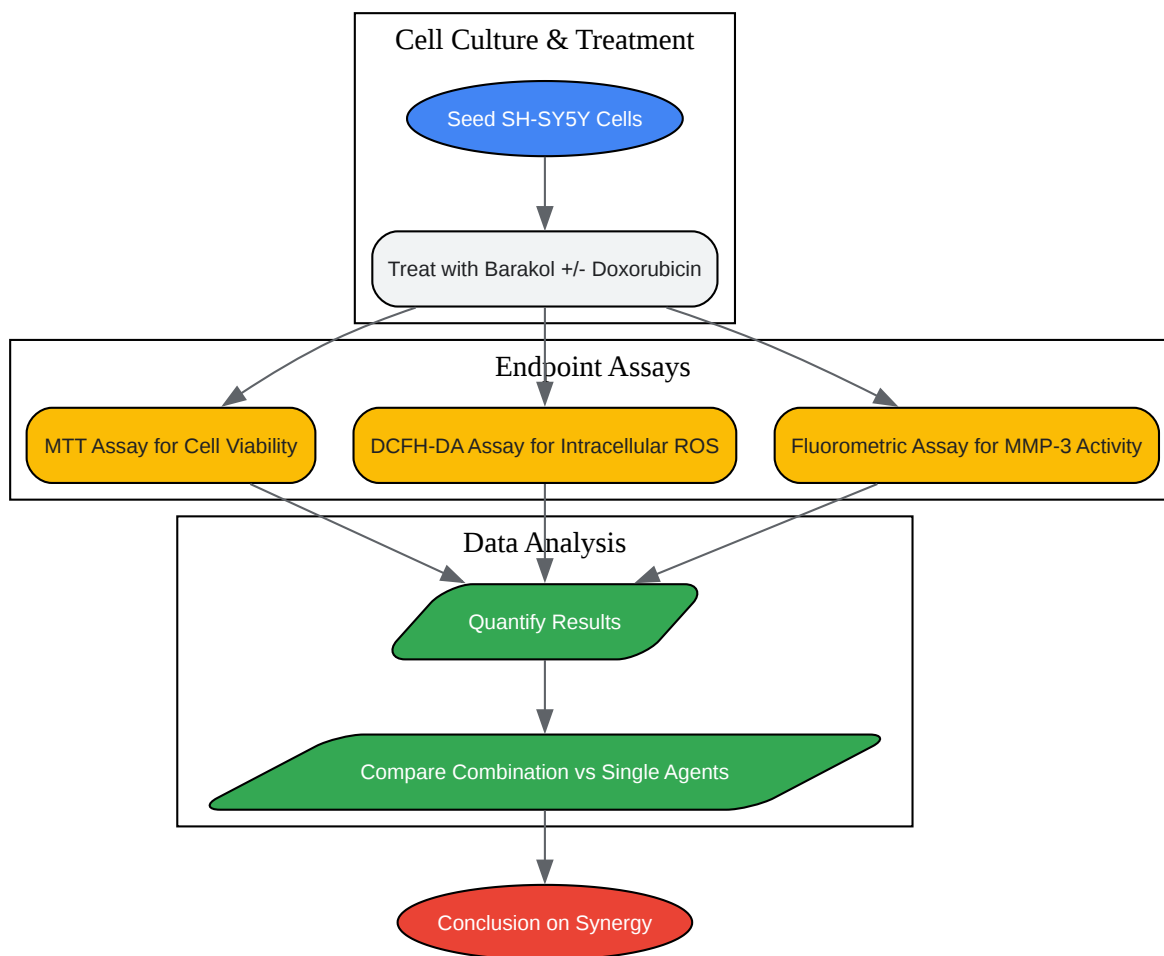 Cell Culture & Treatment
Seed SH-SY5Y Cells
Treat with Barakol +/- Doxorubicin
Endpoint Assays
MTT Assay for Cell Viability
DCFH-DA Assay for Intracellular ROS
Fluorometric Assay for MMP-3 Activity
Data Analysis
Quantify Results
Compare Combination vs Single Agents
Conclusion on Synergy